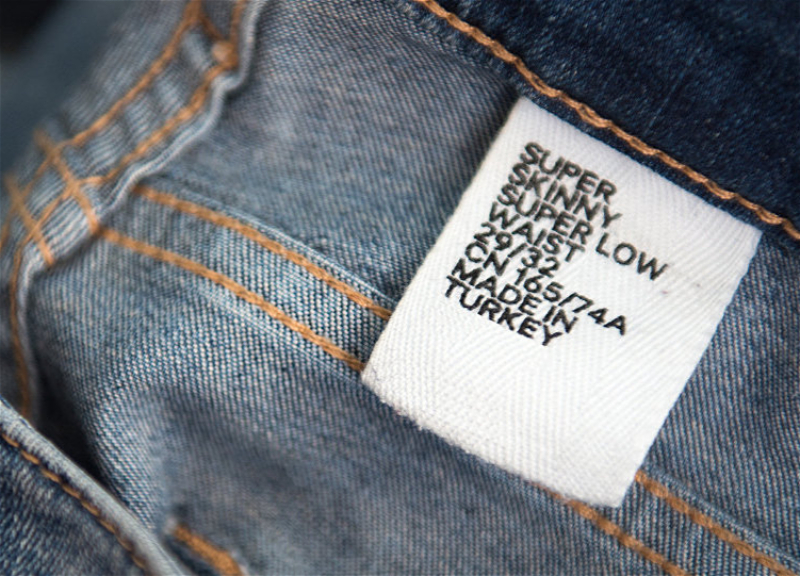 SUPER
SKINNY
SUPER LOW
WAIST
29/32
CN 165/74A
MADE IN
TURKEY